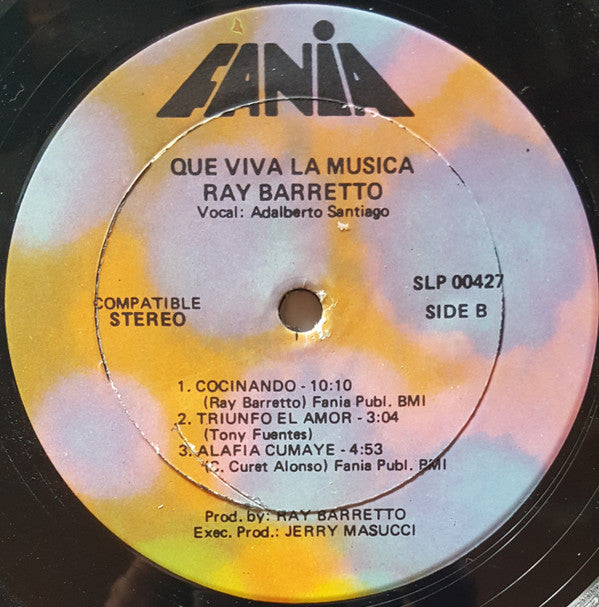 FANIA
QUE VIVA LA MUSICA
RAY BARRETTO
Vocal: Adalberto Santiago
COMPATIBLE
STEREO
SLP 00427
SIDE B
1. COCINANDO - 10:10
(Ray Barretto) Fania Publ. BMI
2. TRIUNFO EL AMOR - 3:04
(Tony Fuentes)
3. ALAFIA CUMAYE - 4:53
(C. Curet Alonso) Fania Publ. BMI
Prod. by: RAY BARRETTO
Exec. Prod.: JERRY MASUCCI